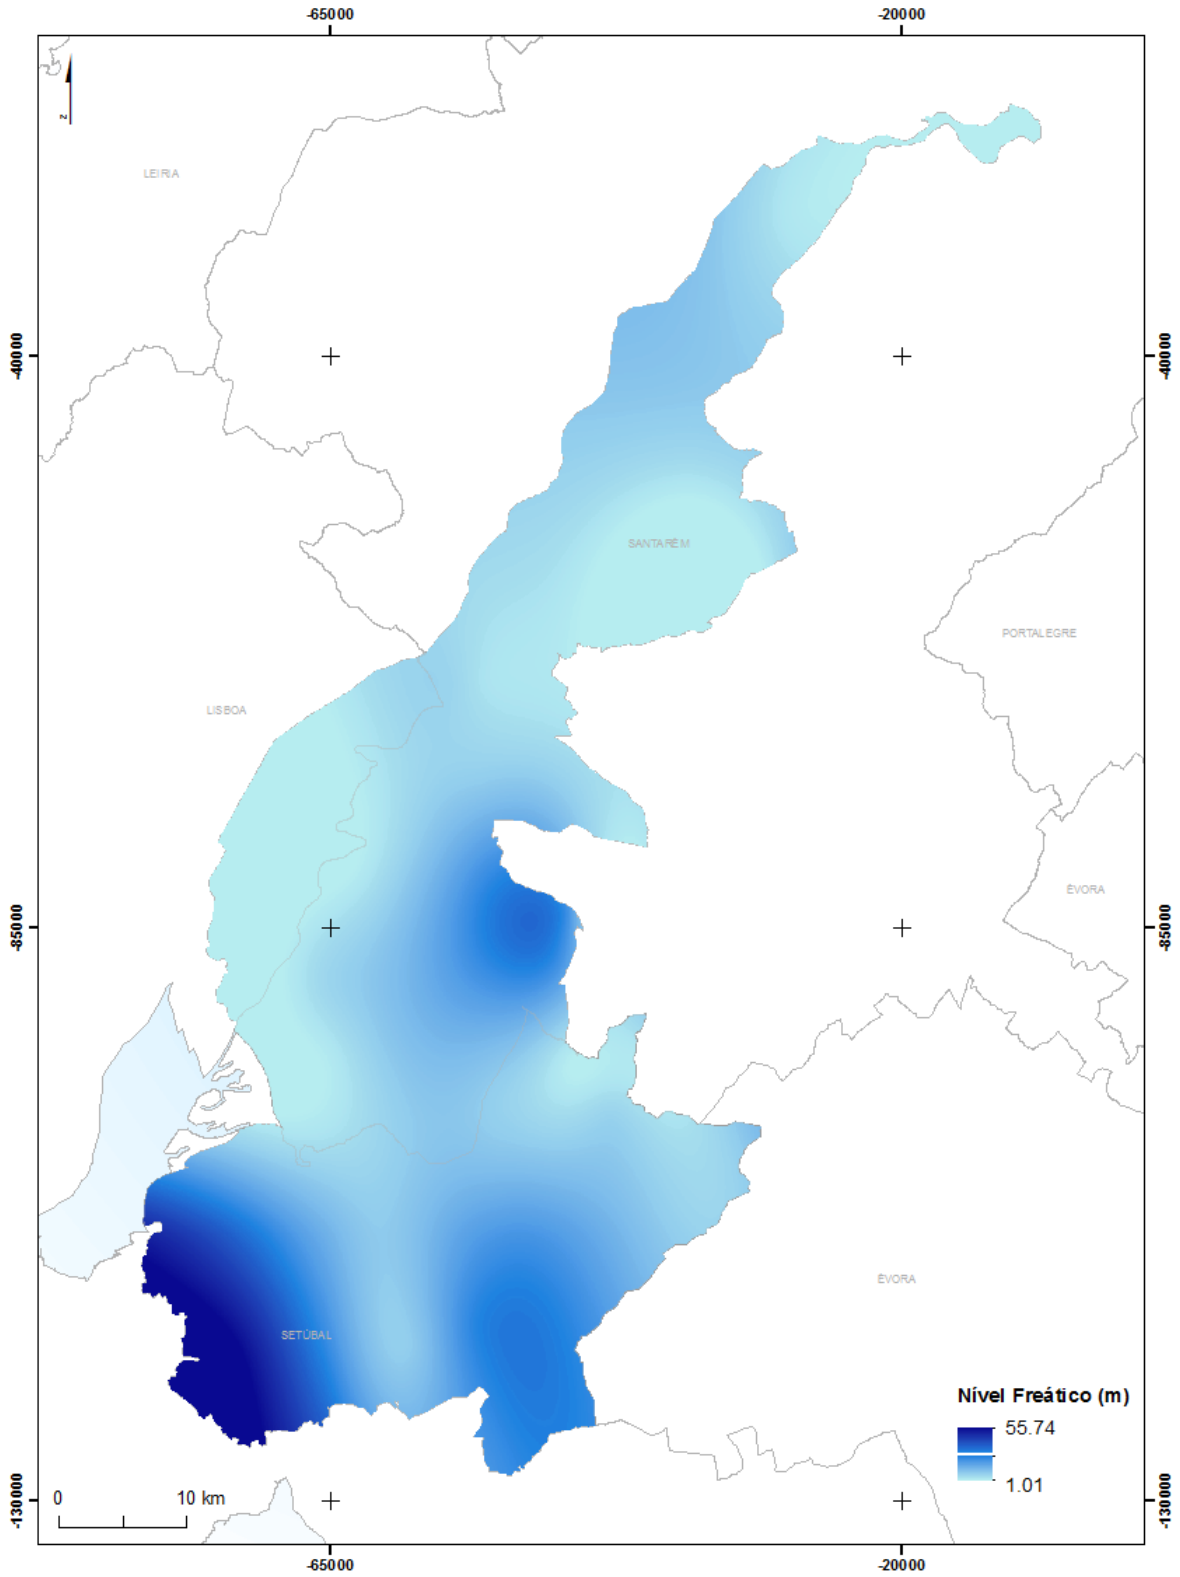 -65000 -20000
z
LEIRIA
-40000 -40000
SANTARÉM
PORTALEGRE
LISBOA
ÉVORA
-85000 -85000
ÉVORA
SETÚBAL
Nível Freático (m)
55.74
1.01
0 10 km
-130000 -130000
-65000 -20000